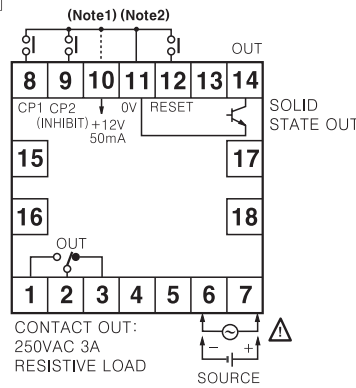 (Note1) (Note2)
OUT
8 9 10 11 12 13 14
CP1 CP2 0V RESET
(INHIBIT) +12V
50mA
SOLID
STATE OUT
15 17
16 18
OUT
1 2 3 4 5 6 7
CONTACT OUT:
250VAC 3A
RESISTIVE LOAD
− +
SOURCE